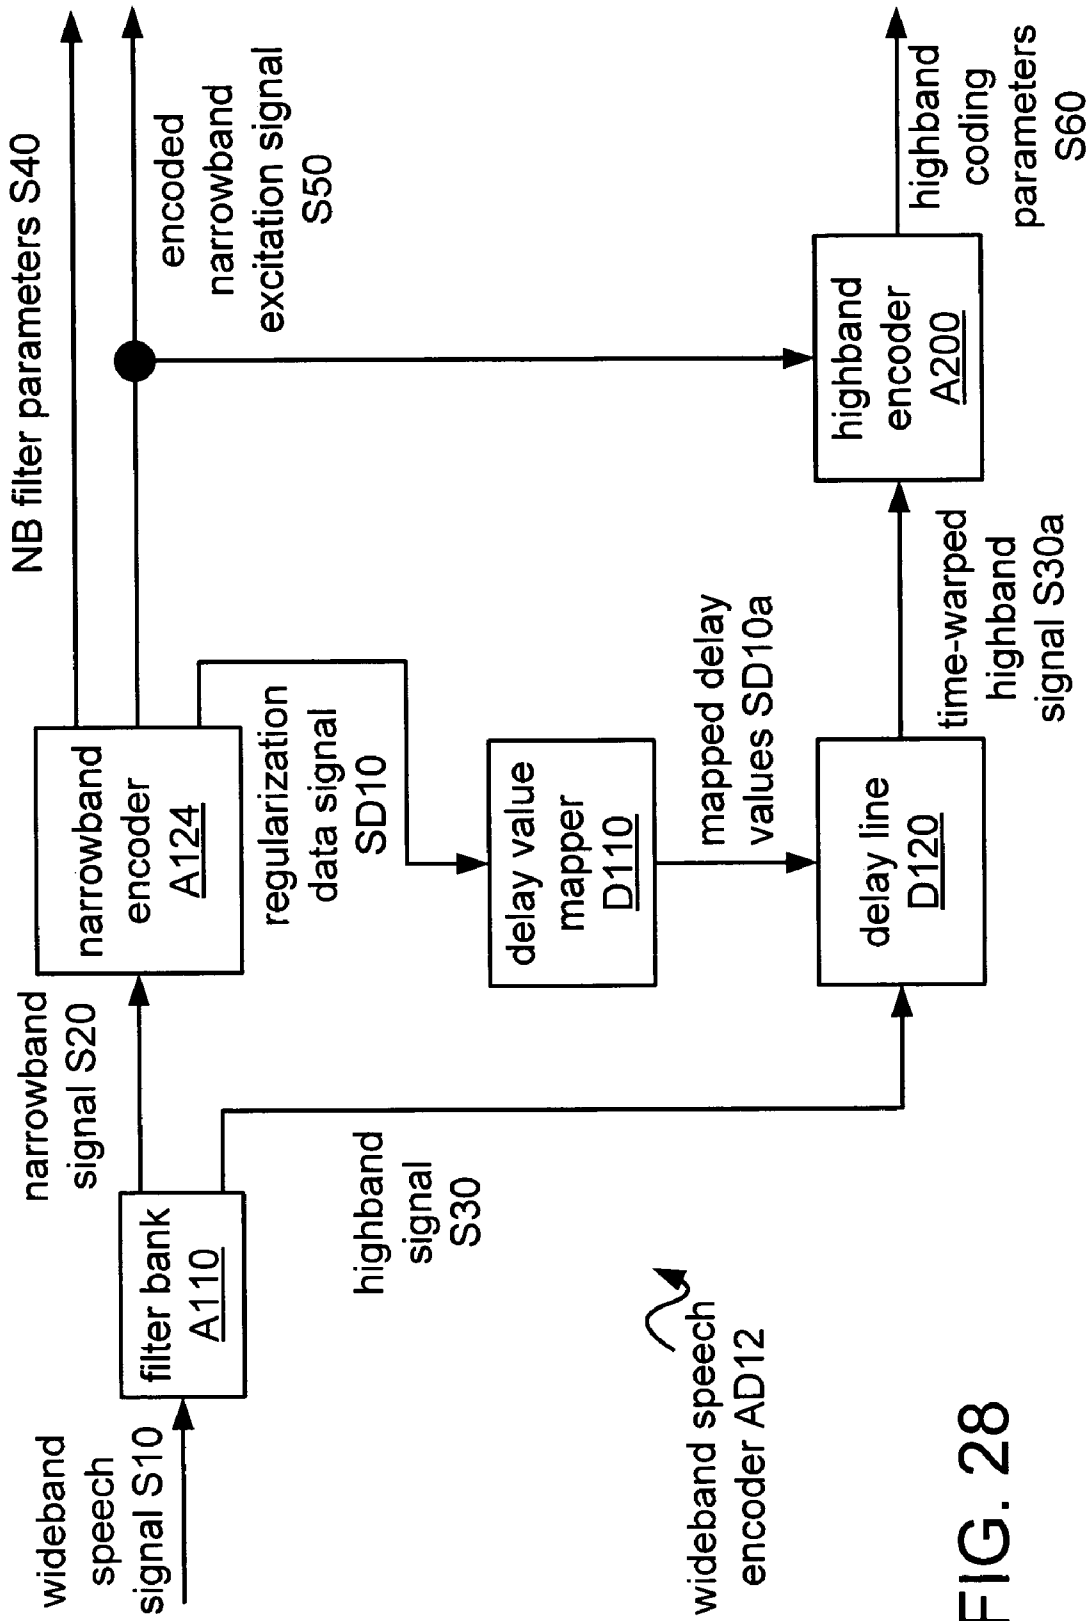 NB filter parameters S40
encoded
narrowband
excitation signal
S50
narrowband
signal S20
narrowband
encoder
A124
wideband
speech
signal S10
filter bank
A110
regularization
data signal
SD10
highband
signal
S30
delay value
mapper
D110
mapped delay
values SD10a
delay line
D120
time-warped
highband
signal S30a
highband
encoder
A200
highband
coding
parameters
S60
wideband speech
encoder AD12
FIG. 28